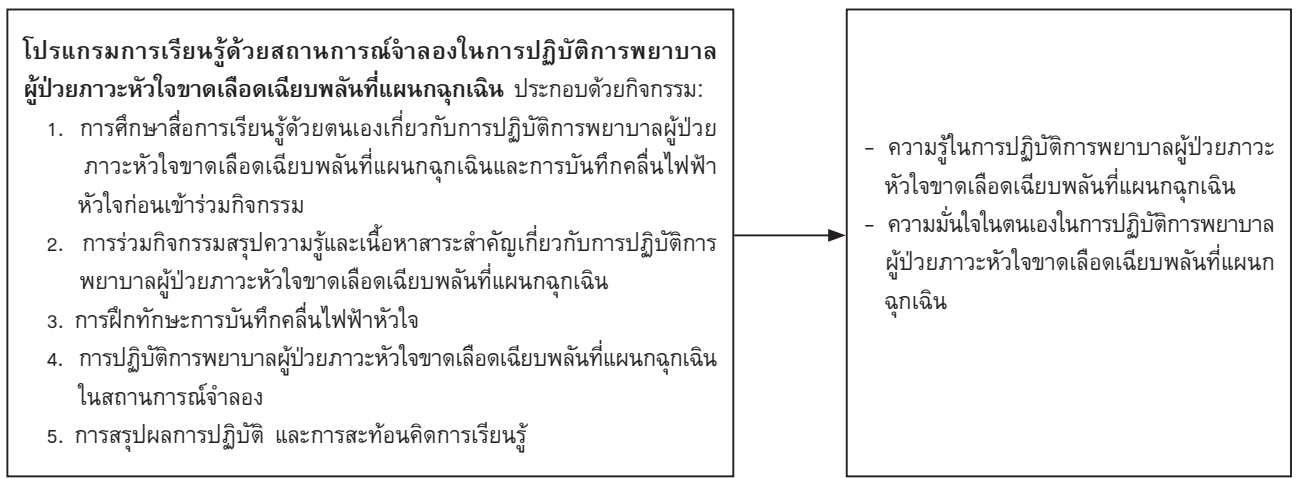 โปรแกรมการเรียนรู้ด้วยสถานการณ์จำลองในการปฏิบัติการพยาบาล
ผู้ป่วยภาวะหัวใจขาดเลือดเฉียบพลันที่แผนกฉุกเฉิน ประกอบด้วยกิจกรรม:
1. การศึกษาสื่อการเรียนรู้ด้วยตนเองเกี่ยวกับการปฏิบัติการพยาบาลผู้ป่วย
ภาวะหัวใจขาดเลือดเฉียบพลันที่แผนกฉุกเฉินและการบันทึกคลื่นไฟฟ้า
หัวใจก่อนเข้าร่วมกิจกรรม
2. การร่วมกิจกรรมสรุปความรู้และเนื้อหาสาระสำคัญเกี่ยวกับการปฏิบัติการ
พยาบาลผู้ป่วยภาวะหัวใจขาดเลือดเฉียบพลันที่แผนกฉุกเฉิน
3. การฝึกทักษะการบันทึกคลื่นไฟฟ้าหัวใจ
4. การปฏิบัติการพยาบาลผู้ป่วยภาวะหัวใจขาดเลือดเฉียบพลันที่แผนกฉุกเฉิน
ในสถานการณ์จำลอง
5. การสรุปผลการปฏิบัติ และการสะท้อนคิดการเรียนรู้
- ความรู้ในการปฏิบัติการพยาบาลผู้ป่วยภาวะ
หัวใจขาดเลือดเฉียบพลันที่แผนกฉุกเฉิน
- ความมั่นใจในตนเองในการปฏิบัติการพยาบาล
ผู้ป่วยภาวะหัวใจขาดเลือดเฉียบพลันที่แผนก
ฉุกเฉิน